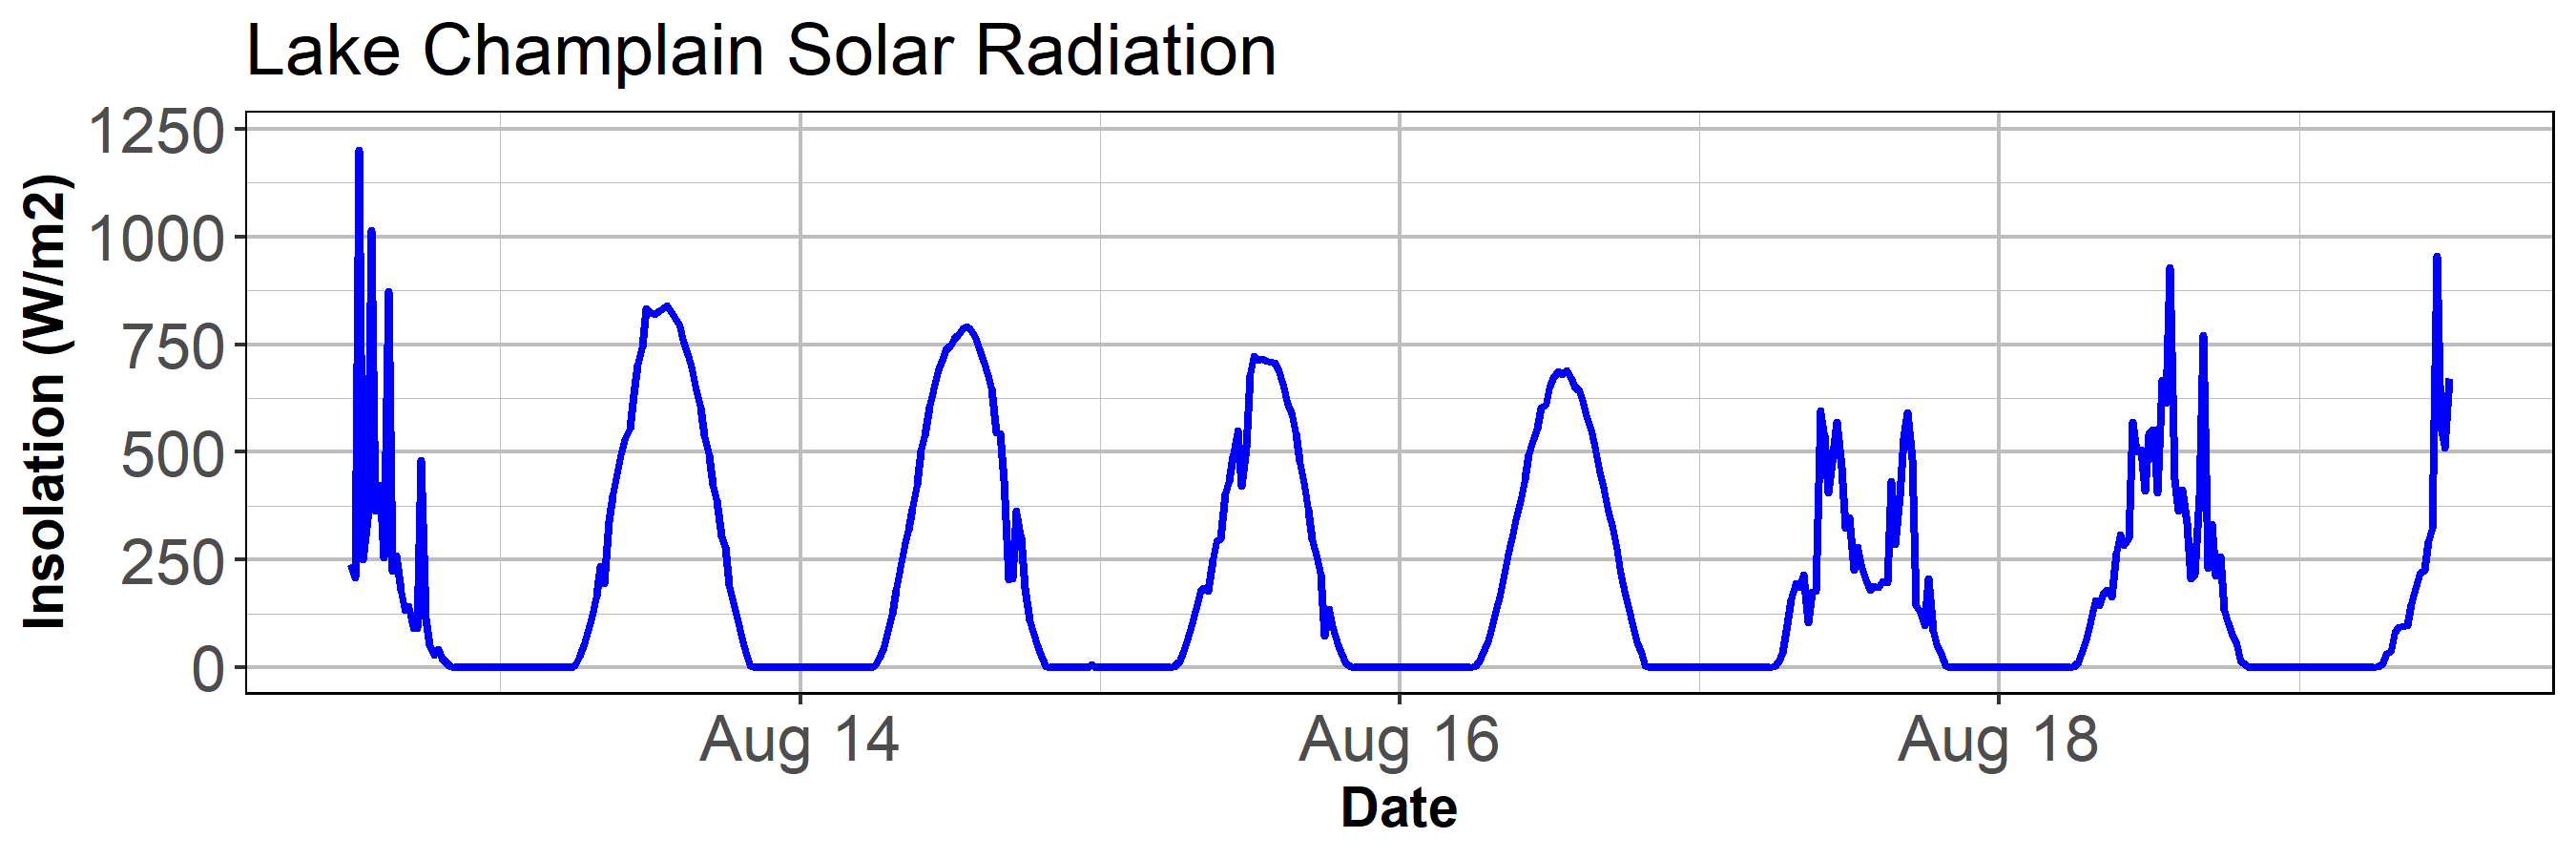 Lake Champlain Solar Radiation
Insolation (W/m2)
1250
1000
750
500
250
0
Aug 14 Aug 16 Aug 18
Date